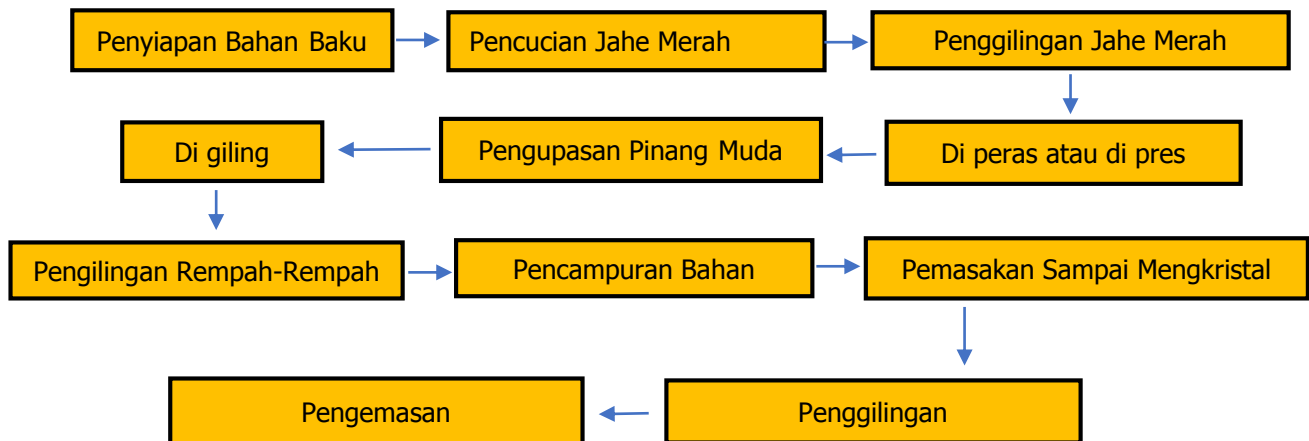 Penyiapan Bahan Baku
Pencucian Jahe Merah
Penggilingan Jahe Merah
Di peras atau di pres
Pengupasan Pinang Muda
Di giling
Pengilingan Rempah-Rempah
Pencampuran Bahan
Pemasakan Sampai Mengkristal
Penggilingan
Pengemasan